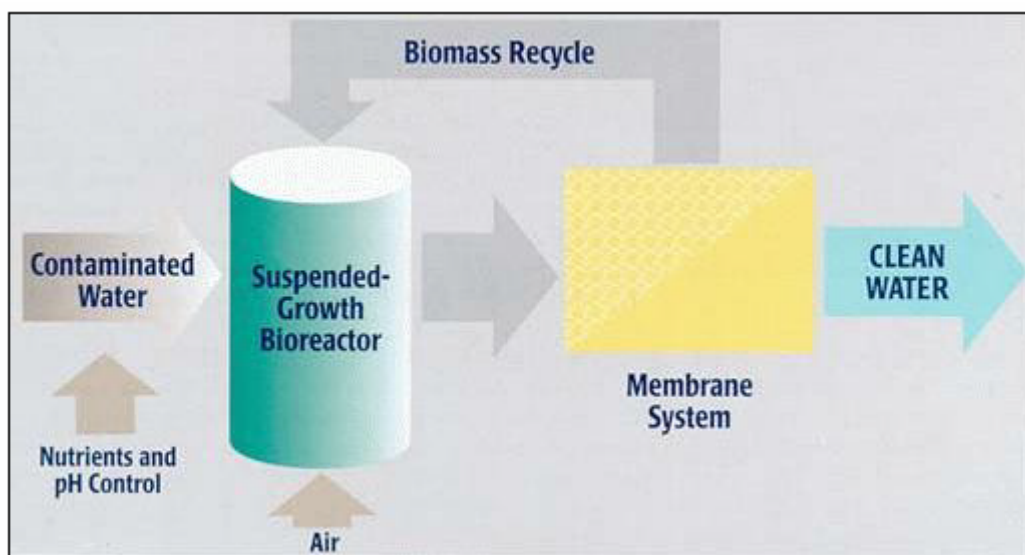 Biomass Recycle
Contaminated
Water
Suspended-
Growth
Bioreactor
CLEAN
WATER
Membrane
System
Nutrients and
pH Control
Air